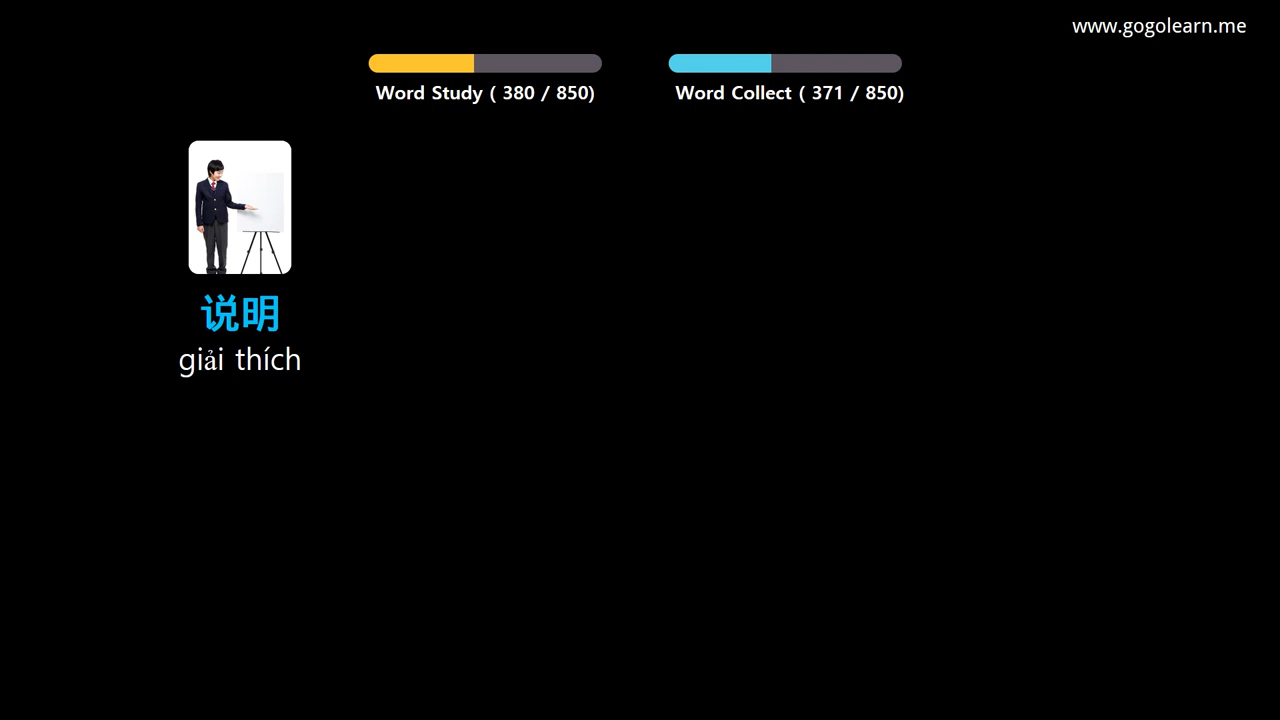 www.gogolearn.me
Word Study ( 380 / 850)
Word Collect ( 371 / 850)
说明
giải thích